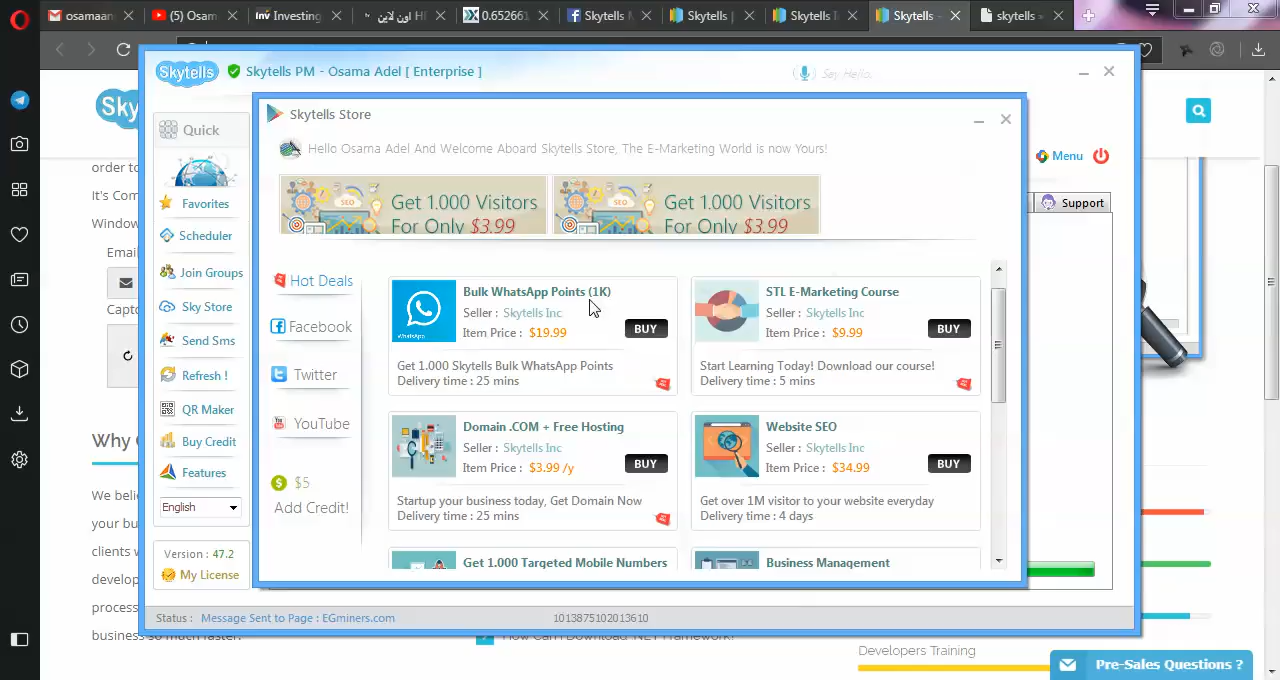 osamaan
(5) Osam
Investing
اون لاين HI
0.652661
Skytells M
Skytells |
Skytells I
Skytells -
skytells »
Skytells
Skytells PM - Osama Adel [ Enterprise ]
Say Hello.
Sky
order to
It's Com
Window
Email
Captc
Why
We beli
your bu
clients w
develop
process
business so much faster.
Quick
Favorites
Scheduler
Join Groups
Sky Store
Send Sms
Refresh !
QR Maker
Buy Credit
Features
English
Version : 47.2
My License
Menu
Support
Skytells Store
Hello Osama Adel And Welcome Aboard Skytells Store, The E-Marketing World is now Yours!
Get 1.000 Visitors
For Only $3.99
Get 1.000 Visitors
For Only $3.99
Hot Deals
Facebook
Twitter
YouTube
$5
Add Credit!
WhatsApp
Bulk WhatsApp Points (1K)
Seller : Skytells Inc
Item Price : $19.99
BUY
Get 1.000 Skytells Bulk WhatsApp Points
Delivery time : 25 mins
STL E-Marketing Course
Seller : Skytells Inc
Item Price : $9.99
BUY
Start Learning Today! Download our course!
Delivery time : 5 mins
Domain .COM + Free Hosting
Seller : Skytells Inc
Item Price : $3.99 /y
BUY
Startup your business today, Get Domain Now
Delivery time : 25 mins
SEO
Website SEO
Seller : Skytells Inc
Item Price : $34.99
BUY
Get over 1M visitor to your website everyday
Delivery time : 4 days
Get 1.000 Targeted Mobile Numbers
Business Management
Status : Message Sent to Page : EGminers.com
1013875102013610
How Can I Download .NET Framework?
Developers Training
Pre-Sales Questions ?